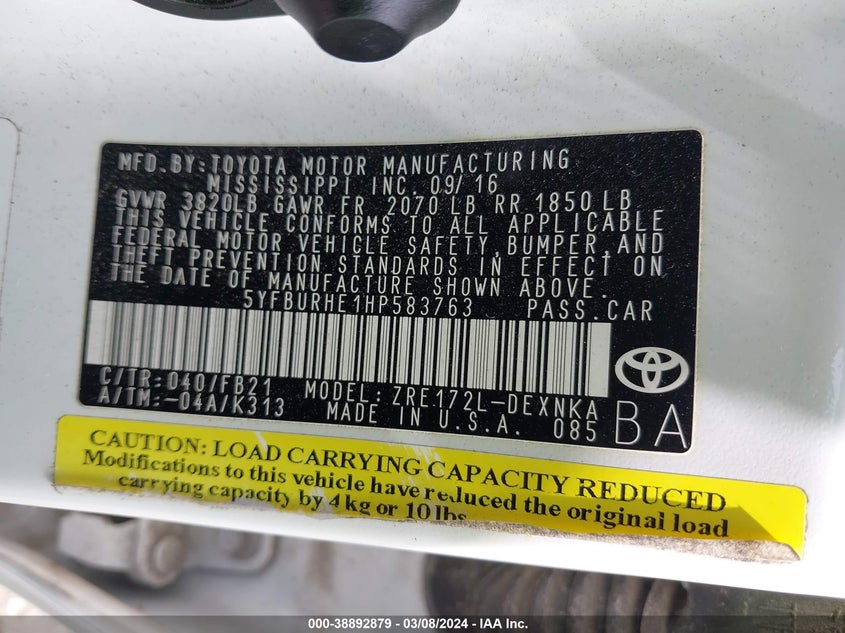 MFD. BY: TOYOTA MOTOR MANUFACTURING
MISSISSIPPI INC. 09/16
GVWR 3820LB GAWR FR 2070 LB RR 1850 LB
THIS VEHICLE CONFORMS TO ALL APPLICABLE
FEDERAL MOTOR VEHICLE SAFETY, BUMPER, AND
THEFT PREVENTION STANDARDS IN EFFECT ON
THE DATE OF MANUFACTURE SHOWN ABOVE.
5YFBURHE1HP583763 PASS. CAR
C/TR: 040/FB21 MODEL: ZRE172L-DEXNKA
A/TM: -04A/K313 MADE IN U.S.A. 085 BA
CAUTION: LOAD CARRYING CAPACITY REDUCED
Modifications to this vehicle have reduced the original load
carrying capacity by 4 kg or 10 lbs
000-38892879 - 03/08/2024 - IAA Inc.